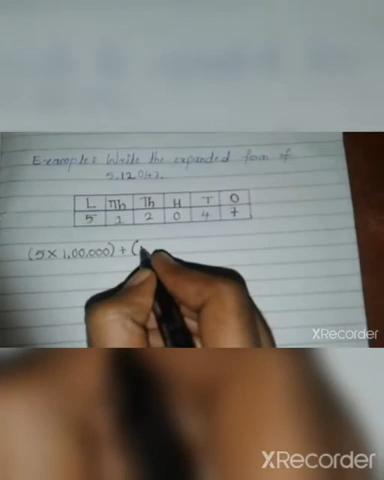 Example: Write the expanded form of
5,12,047.
L TTh Th H T O
5 1 2 0 4 7
(5 × 1,00,000) + (
XRecorder
XRecorder